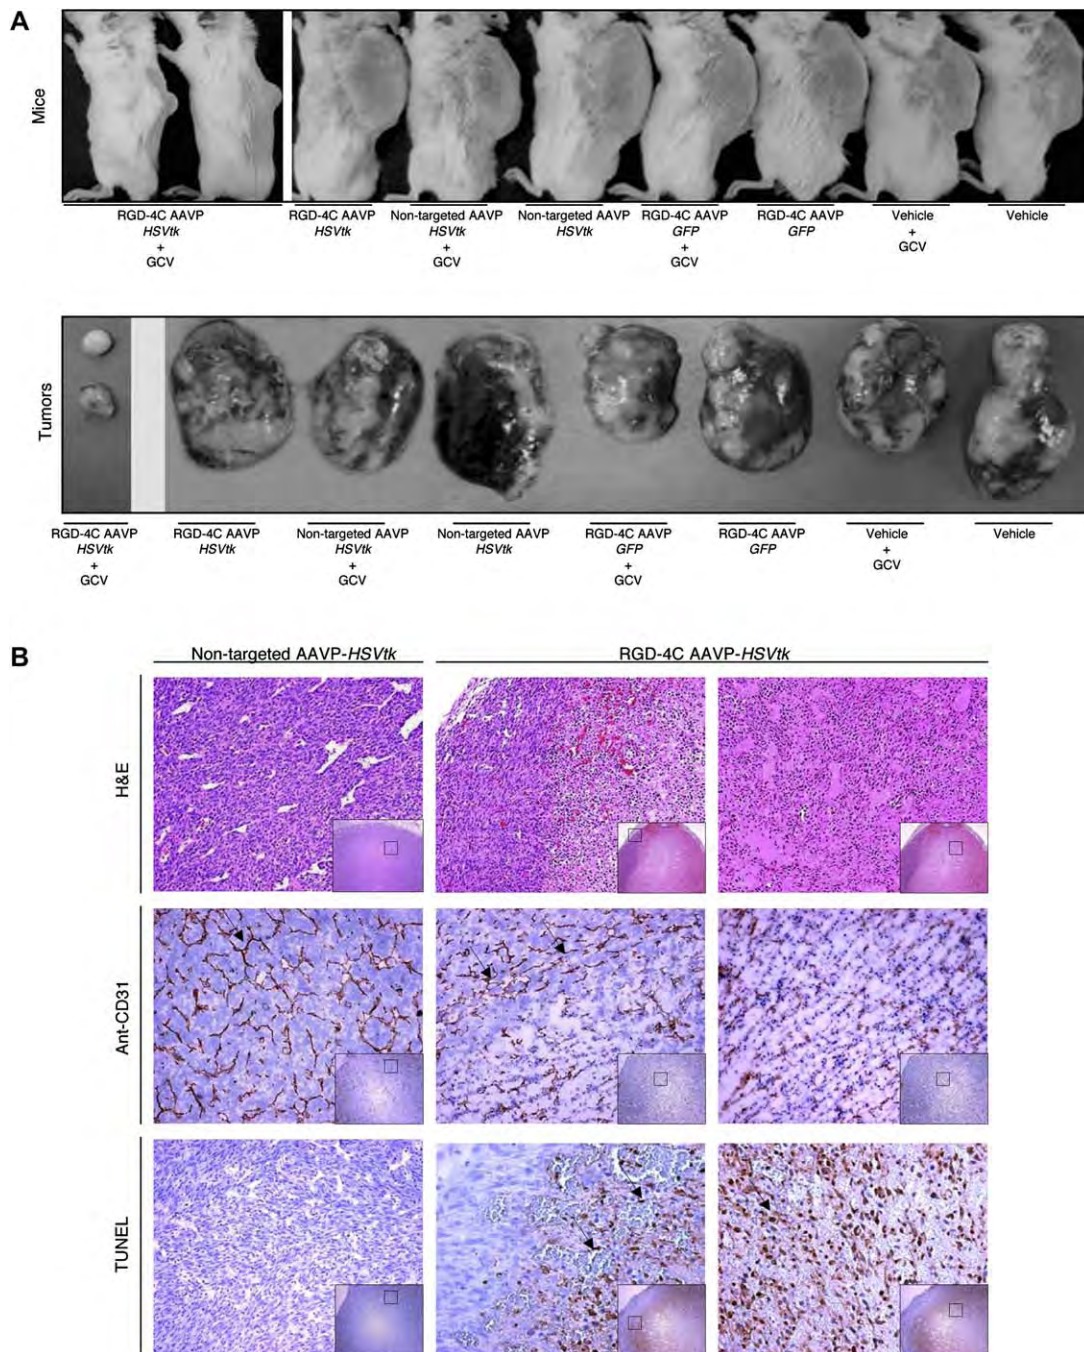 A
Mice
RGD-4C AAVP
HSVtk
+
GCV
RGD-4C AAVP
HSVtk
Non-targeted AAVP
HSVtk
+
GCV
Non-targeted AAVP
HSVtk
RGD-4C AAVP
GFP
+
GCV
RGD-4C AAVP
GFP
Vehicle
+
GCV
Vehicle
Tumors
RGD-4C AAVP
HSVtk
+
GCV
RGD-4C AAVP
HSVtk
Non-targeted AAVP
HSVtk
+
GCV
Non-targeted AAVP
HSVtk
RGD-4C AAVP
GFP
+
GCV
RGD-4C AAVP
GFP
Vehicle
+
GCV
Vehicle
B
Non-targeted AAVP-HSVtk
RGD-4C AAVP-HSVtk
H&E
Ant-CD31
TUNEL